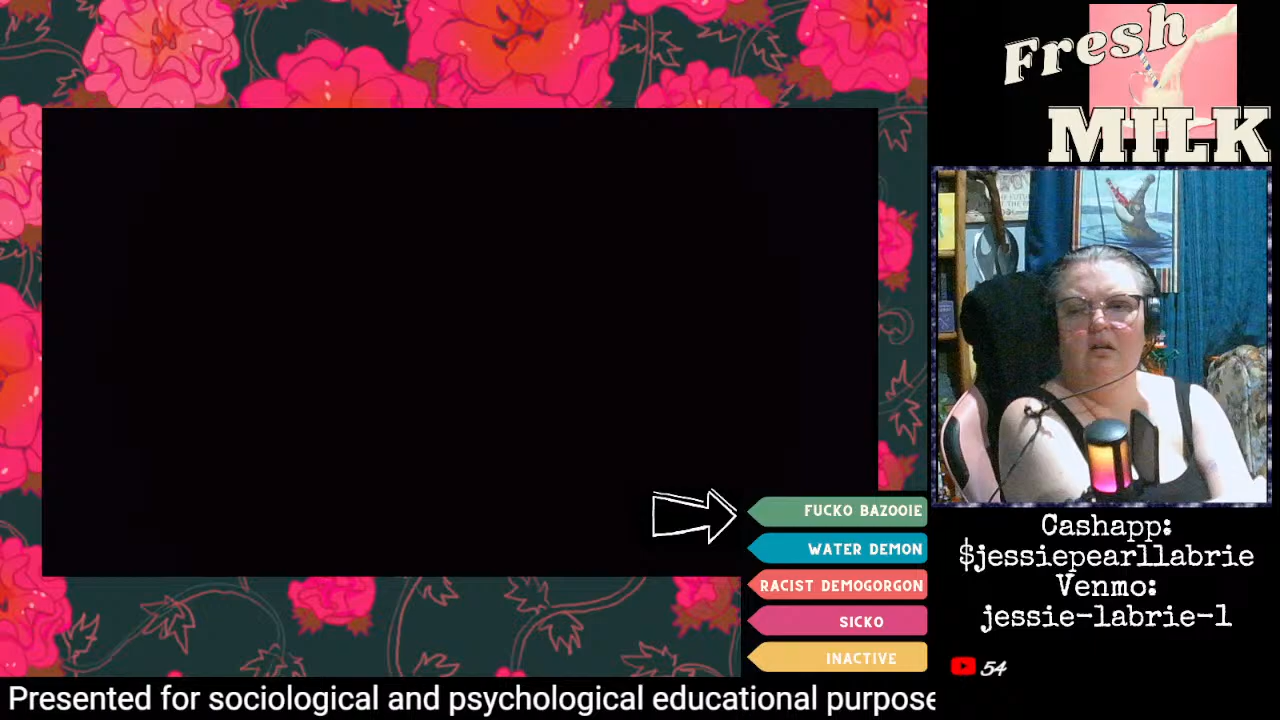 Fresh
MILK
FUCKO BAZOOIE
WATER DEMON
RACIST DEMOGORGON
SICKO
INACTIVE
Cashapp:
$jessiepearllabrie
Venmo:
jessie-labrie-1
54
Presented for sociological and psychological educational purpose